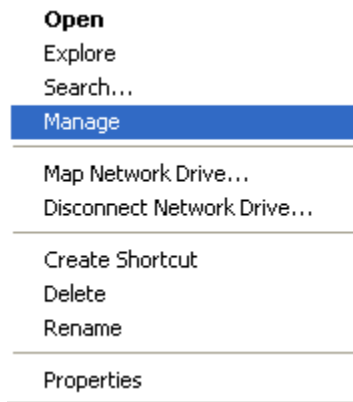 Open
Explore
Search...
Manage
Map Network Drive...
Disconnect Network Drive...
Create Shortcut
Delete
Rename
Properties